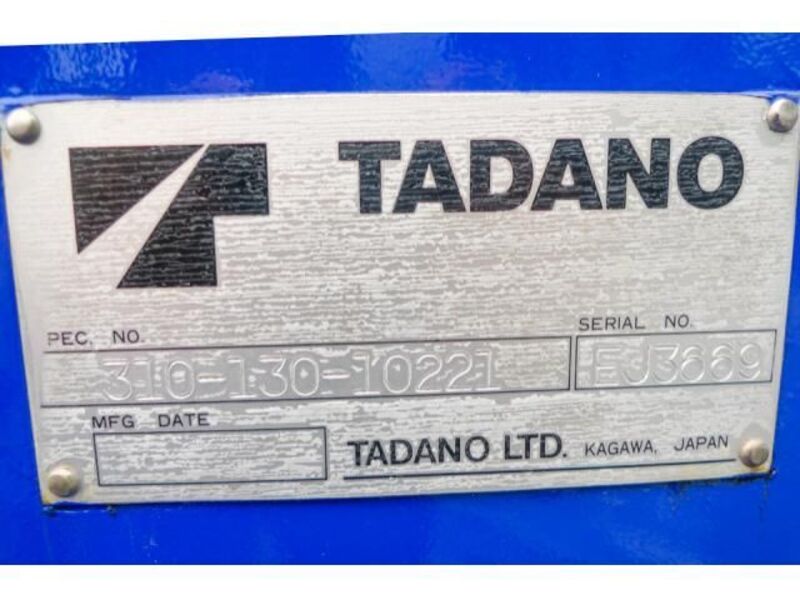 TADANO
PEC. NO.
310-130-10221
SERIAL NO.
EJ3669
MFG DATE
TADANO LTD. KAGAWA, JAPAN